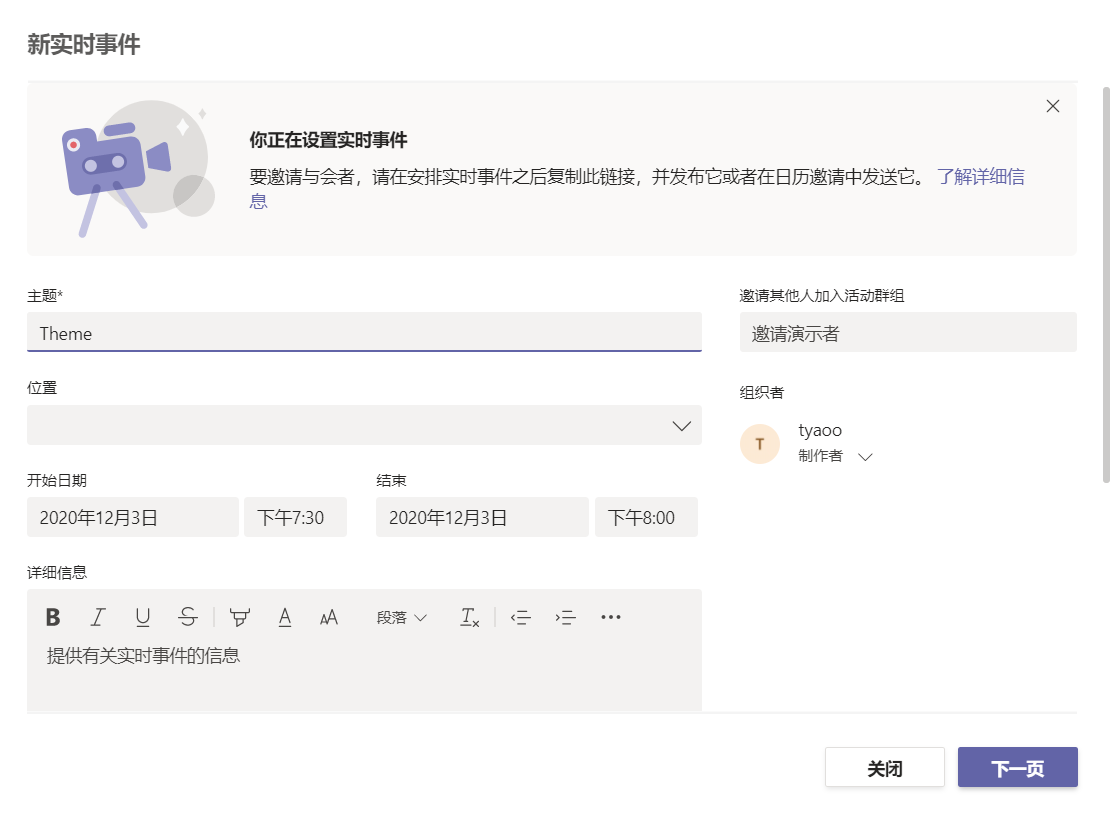 新实时事件
你正在设置实时事件
要邀请与会者，请在安排实时事件之后复制此链接，并发布它或者在日历邀请中发送它。 了解详细信
息
主题*
Theme
位置
开始日期
结束
2020年12月3日
下午7:30
2020年12月3日
下午8:00
详细信息
B I U S A AA 段落
提供有关实时事件的信息
邀请其他人加入活动群组
邀请演示者
组织者
T
tyaoo
制作者
关闭
下一页